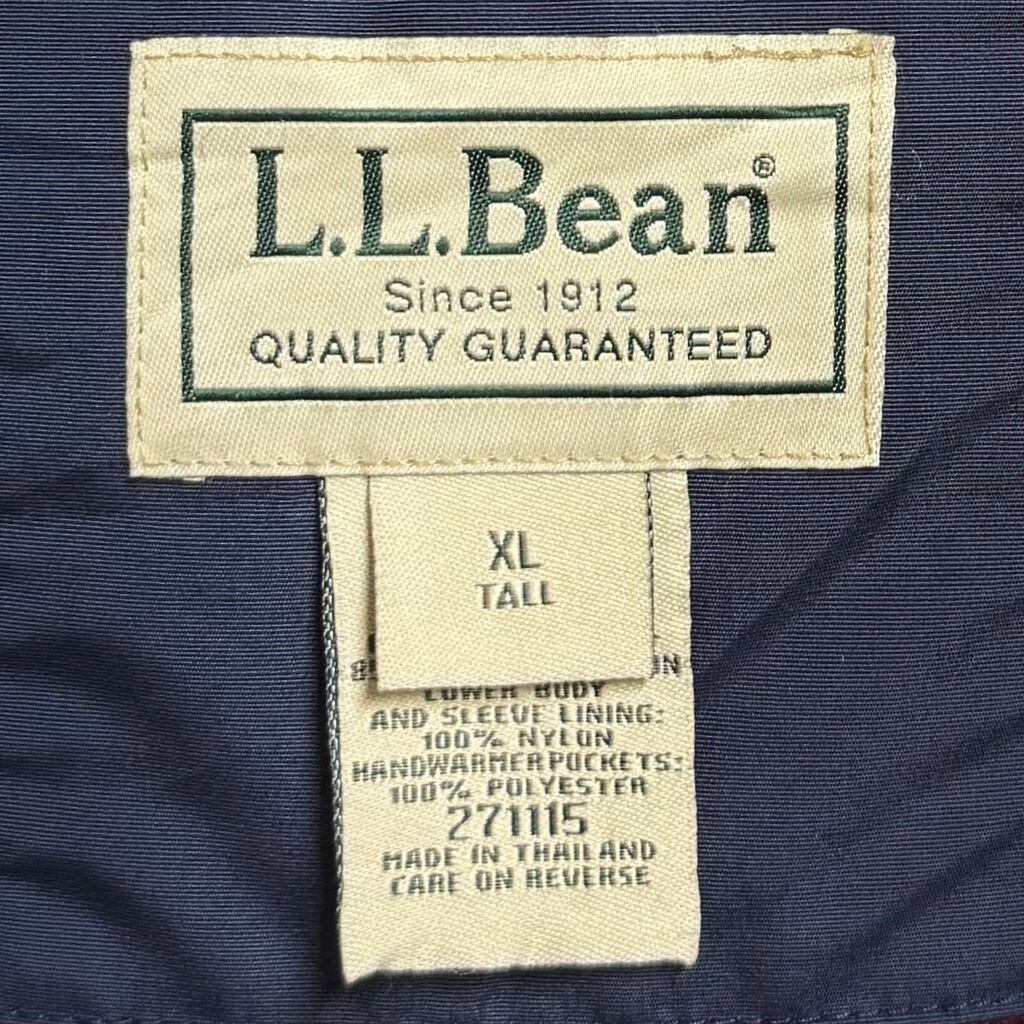 L.L.Bean®
Since 1912
QUALITY GUARANTEED
XL
TALL
LOWER BODY
AND SLEEVE LINING:
100% NYLON
HANDWARMER POCKETS:
100% POLYESTER
271115
MADE IN THAILAND
CARE ON REVERSE